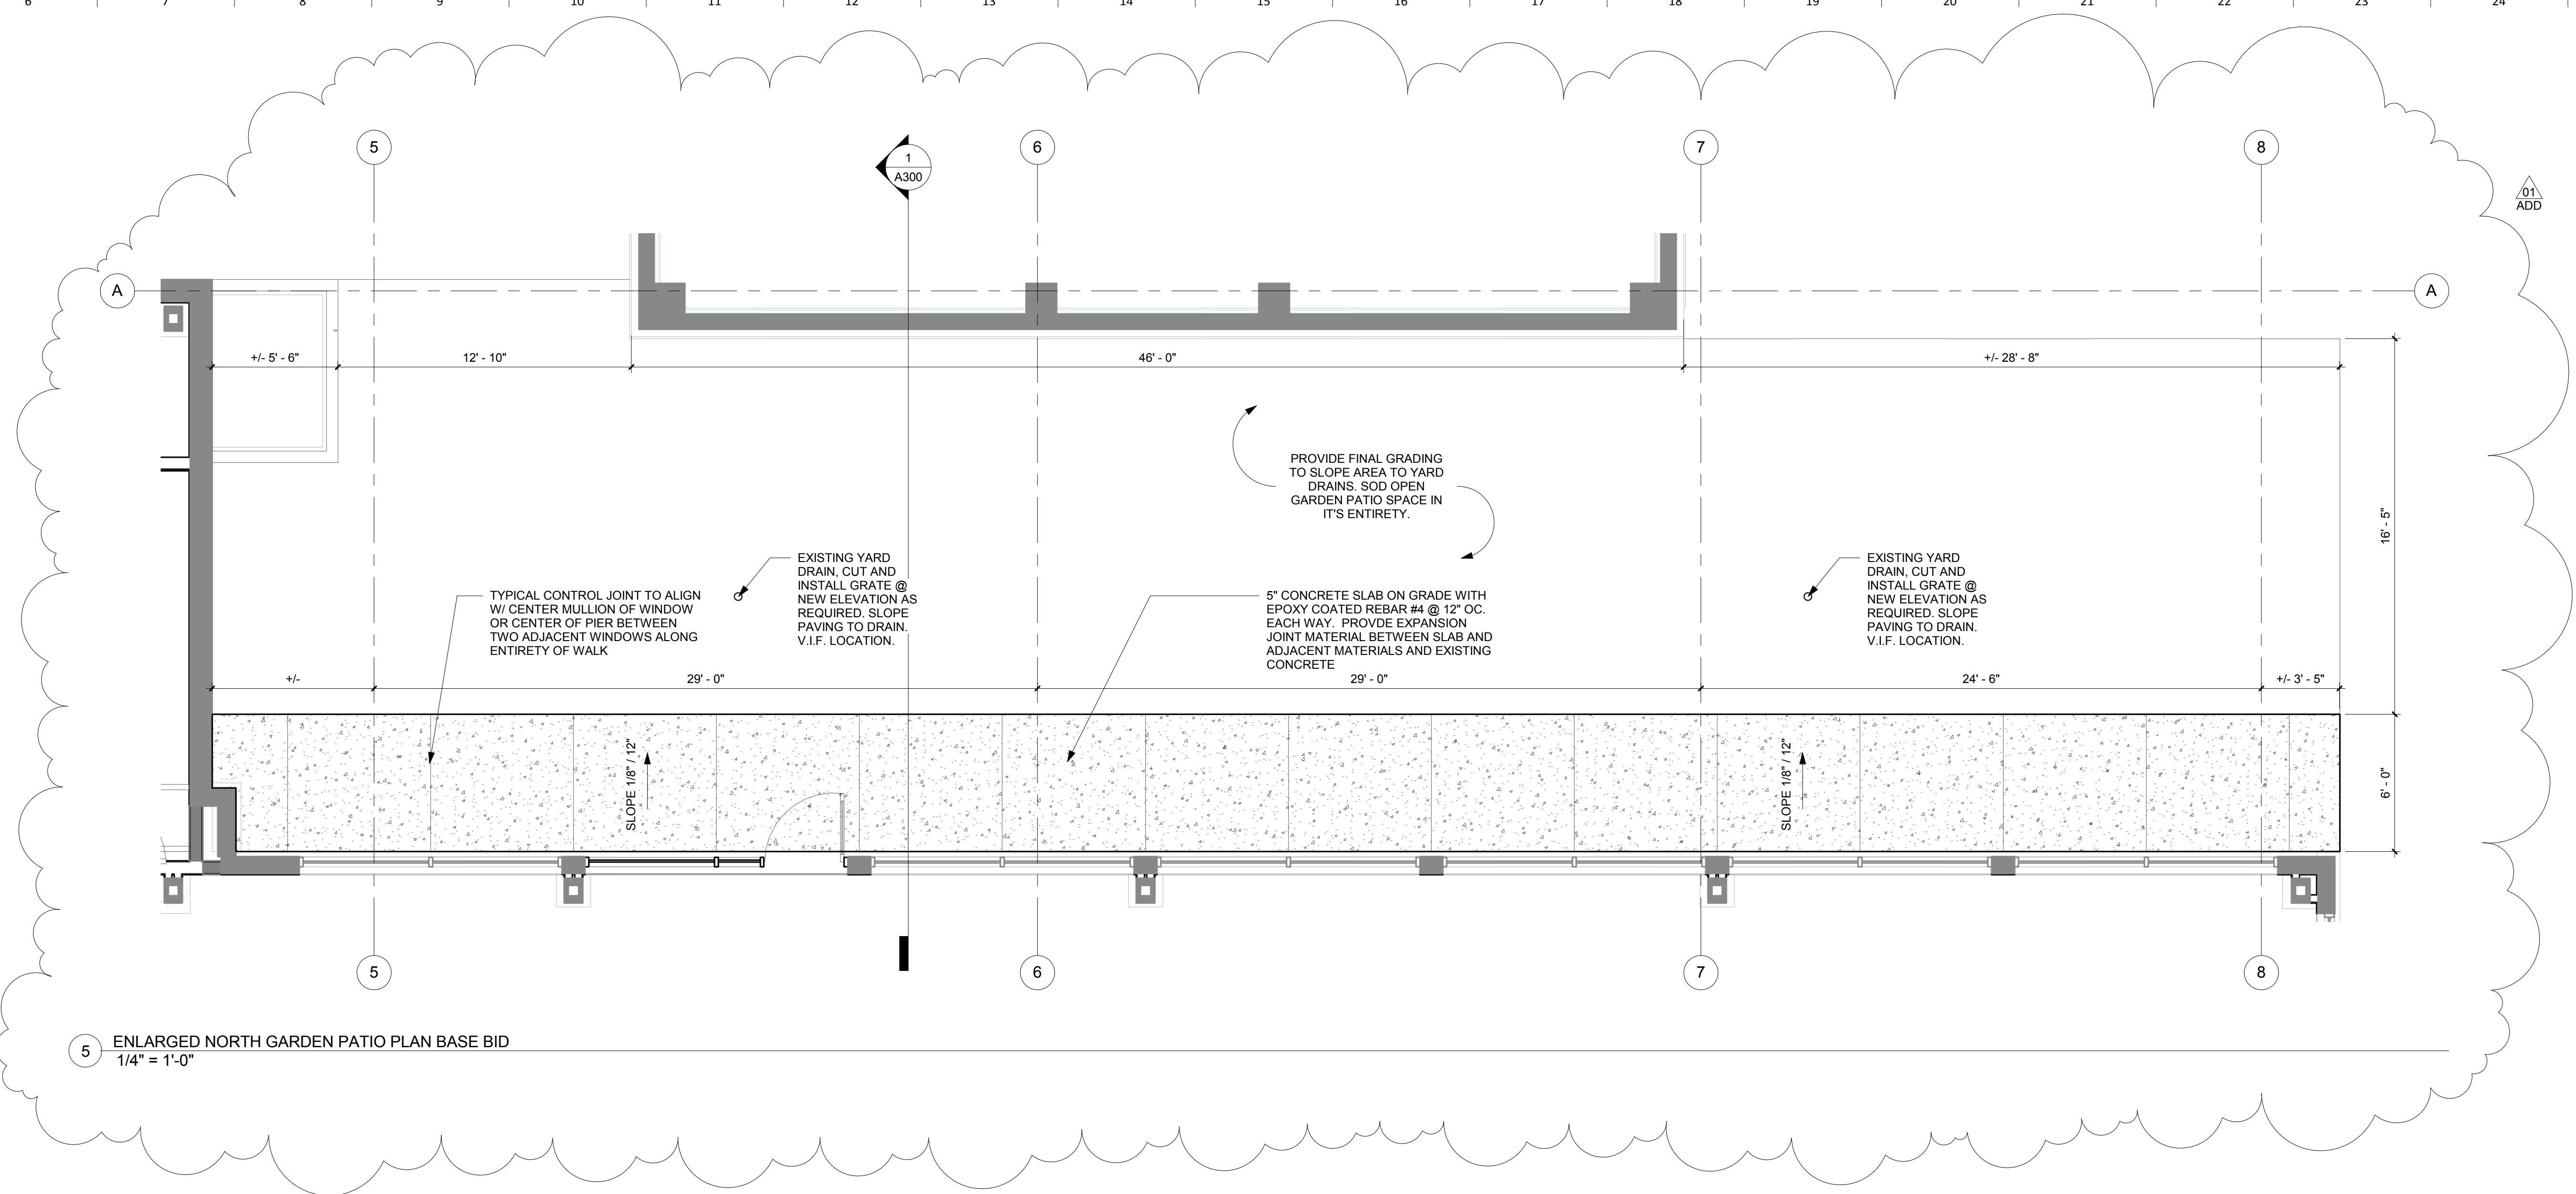 6 7 8 9 10 11 12 13 14 15 16 17 18 19 20 21 22 23 24
5 6 7 8
1
A300
01
ADD
A A
+/- 5' - 6" 12' - 10" 46' - 0" +/- 28' - 8"
PROVIDE FINAL GRADING
TO SLOPE AREA TO YARD
DRAINS. SOD OPEN
GARDEN PATIO SPACE IN
IT'S ENTIRETY.
16' - 5"
TYPICAL CONTROL JOINT TO ALIGN
W/ CENTER MULLION OF WINDOW
OR CENTER OF PIER BETWEEN
TWO ADJACENT WINDOWS ALONG
ENTIRETY OF WALK
EXISTING YARD
DRAIN, CUT AND
INSTALL GRATE @
NEW ELEVATION AS
REQUIRED. SLOPE
PAVING TO DRAIN.
V.I.F. LOCATION.
5" CONCRETE SLAB ON GRADE WITH
EPOXY COATED REBAR #4 @ 12" OC.
EACH WAY. PROVDE EXPANSION
JOINT MATERIAL BETWEEN SLAB AND
ADJACENT MATERIALS AND EXISTING
CONCRETE
EXISTING YARD
DRAIN, CUT AND
INSTALL GRATE @
NEW ELEVATION AS
REQUIRED. SLOPE
PAVING TO DRAIN.
V.I.F. LOCATION.
+/- 29' - 0" 29' - 0" 24' - 6" +/- 3' - 5"
SLOPE 1/8" / 12"
SLOPE 1/8" / 12"
6' - 0"
5 6 7 8
5 ENLARGED NORTH GARDEN PATIO PLAN BASE BID
1/4" = 1'-0"